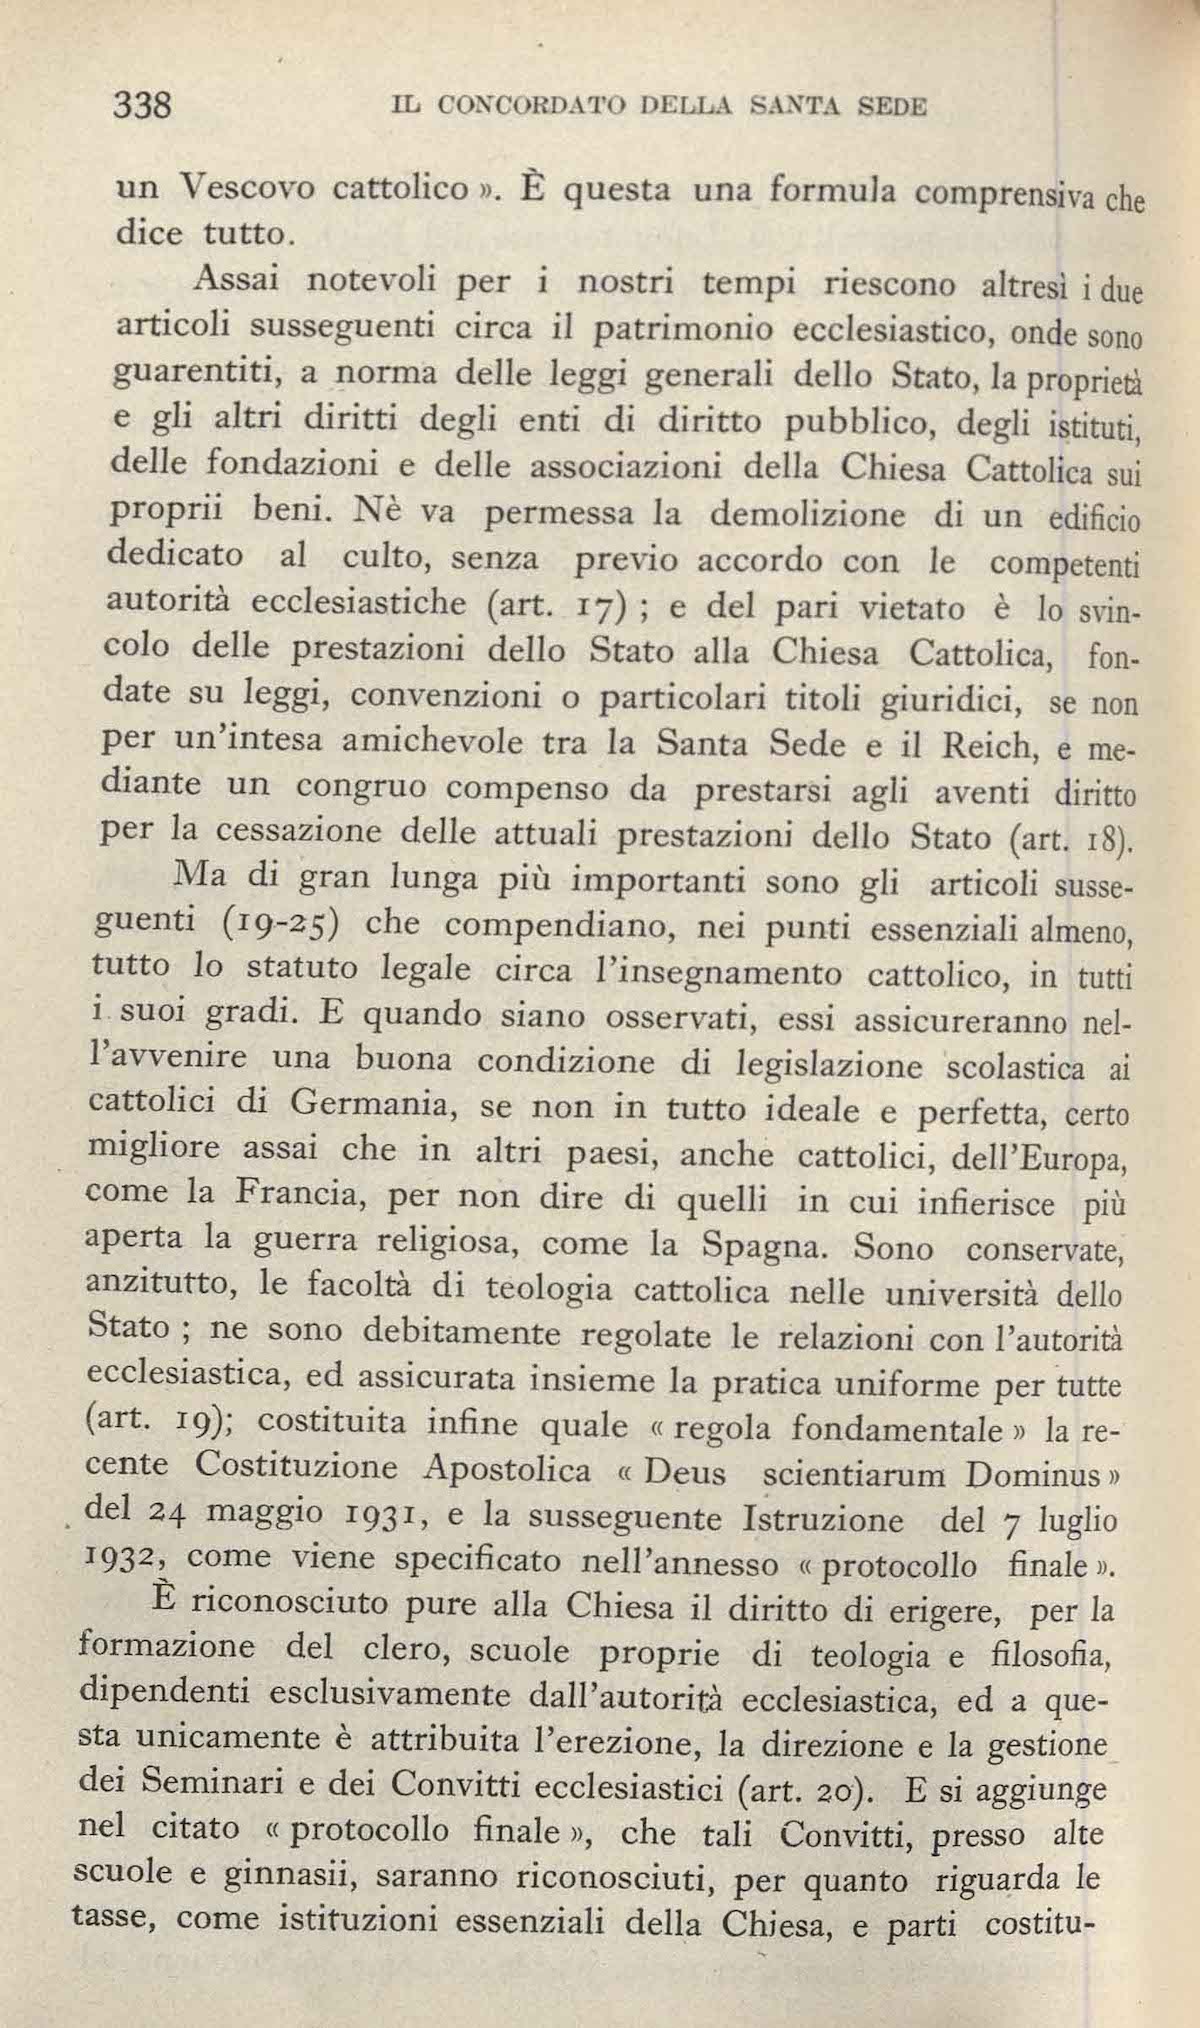 338 IL CONCORDATO DELLA SANTA SEDE
un Vescovo cattolico ». È questa una formula comprensiva che
dice tutto.
Assai notevoli per i nostri tempi riescono altresì i due
articoli susseguenti circa il patrimonio ecclesiastico, onde sono
guarentiti, a norma delle leggi generali dello Stato, la proprietà
e gli altri diritti degli enti di diritto pubblico, degli istituti,
delle fondazioni e delle associazioni della Chiesa Cattolica sui
proprii beni. Nè va permessa la demolizione di un edificio
dedicato al culto, senza previo accordo con le competenti
autorità ecclesiastiche (art. 17) ; e del pari vietato è lo svin-
colo delle prestazioni dello Stato alla Chiesa Cattolica, fon-
date su leggi, convenzioni o particolari titoli giuridici, se non
per un'intesa amichevole tra la Santa Sede e il Reich, e me-
diante un congruo compenso da prestarsi agli aventi diritto
per la cessazione delle attuali prestazioni dello Stato (art. 18).
Ma di gran lunga più importanti sono gli articoli susse-
guenti (19-25) che compendiano, nei punti essenziali almeno,
tutto lo statuto legale circa l'insegnamento cattolico, in tutti
i suoi gradi. E quando siano osservati, essi assicureranno nel-
l'avvenire una buona condizione di legislazione scolastica ai
cattolici di Germania, se non in tutto ideale e perfetta, certo
migliore assai che in altri paesi, anche cattolici, dell'Europa,
come la Francia, per non dire di quelli in cui infierisce più
aperta la guerra religiosa, come la Spagna. Sono conservate,
anzitutto, le facoltà di teologia cattolica nelle università dello
Stato ; ne sono debitamente regolate le relazioni con l'autorità
ecclesiastica, ed assicurata insieme la pratica uniforme per tutte
(art. 19); costituita infine quale « regola fondamentale » la re-
cente Costituzione Apostolica « Deus scientiarum Dominus »
del 24 maggio 1931, e la susseguente Istruzione del 7 luglio
1932, come viene specificato nell'annesso « protocollo finale ».
È riconosciuto pure alla Chiesa il diritto di erigere, per la
formazione del clero, scuole proprie di teologia e filosofia,
dipendenti esclusivamente dall'autorità ecclesiastica, ed a que-
sta unicamente è attribuita l'erezione, la direzione e la gestione
dei Seminari e dei Convitti ecclesiastici (art. 20). E si aggiunge
nel citato « protocollo finale », che tali Convitti, presso alte
scuole e ginnasii, saranno riconosciuti, per quanto riguarda le
tasse, come istituzioni essenziali della Chiesa, e parti costitu-